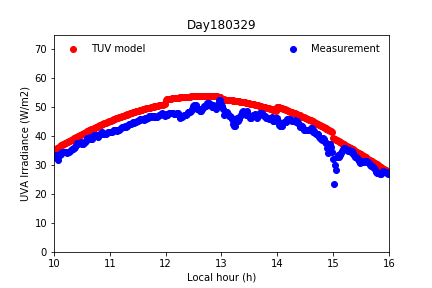 Day180329
TUV model
Measurement
UVA Irradiance (W/m2)
70
60
50
40
30
20
10
0
10 11 12 13 14 15 16
Local hour (h)